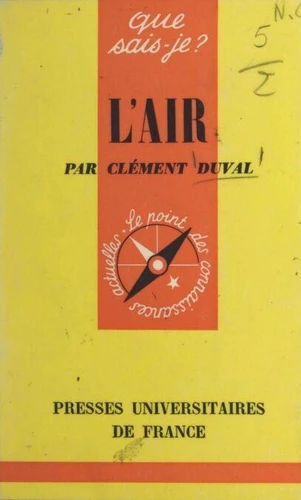 que
sais-je?
N.
5
L'AIR
PAR CLÉMENT DUVAL
Le point des connaissances actuelles
PRESSES UNIVERSITAIRES
DE FRANCE